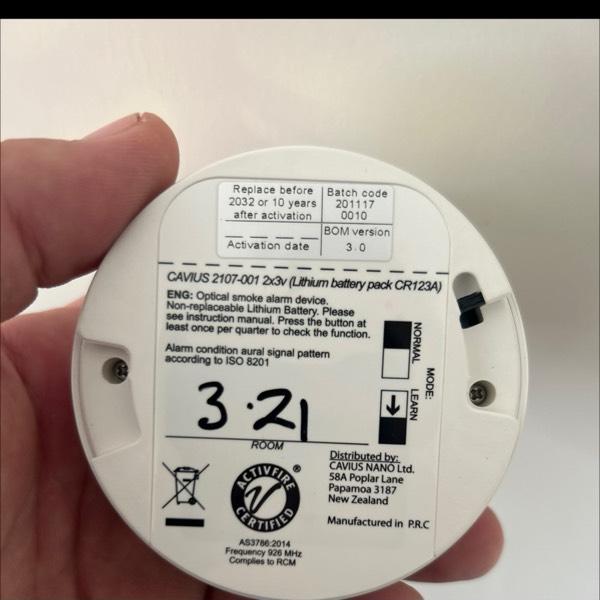 Replace before
2032 or 10 years
after activation
Activation date
Batch code
201117
0010
BOM version
3.0
CAVIUS 2107-001 2x3v (Lithium battery pack CR123A)
ENG: Optical smoke alarm device.
Non-replaceable Lithium Battery. Please
see instruction manual. Press the button at
least once per quarter to check the function.
Alarm condition aural signal pattern
according to ISO 8201
MODE:
NORMAL
LEARN
3.21
ROOM
ACTIVFIRE®
CERTIFIED
AS3786:2014
Frequency 926 MHz
Complies to RCM
Distributed by:
CAVIUS NANO Ltd.
58A Poplar Lane
Papamoa 3187
New Zealand
Manufactured in P.R.C